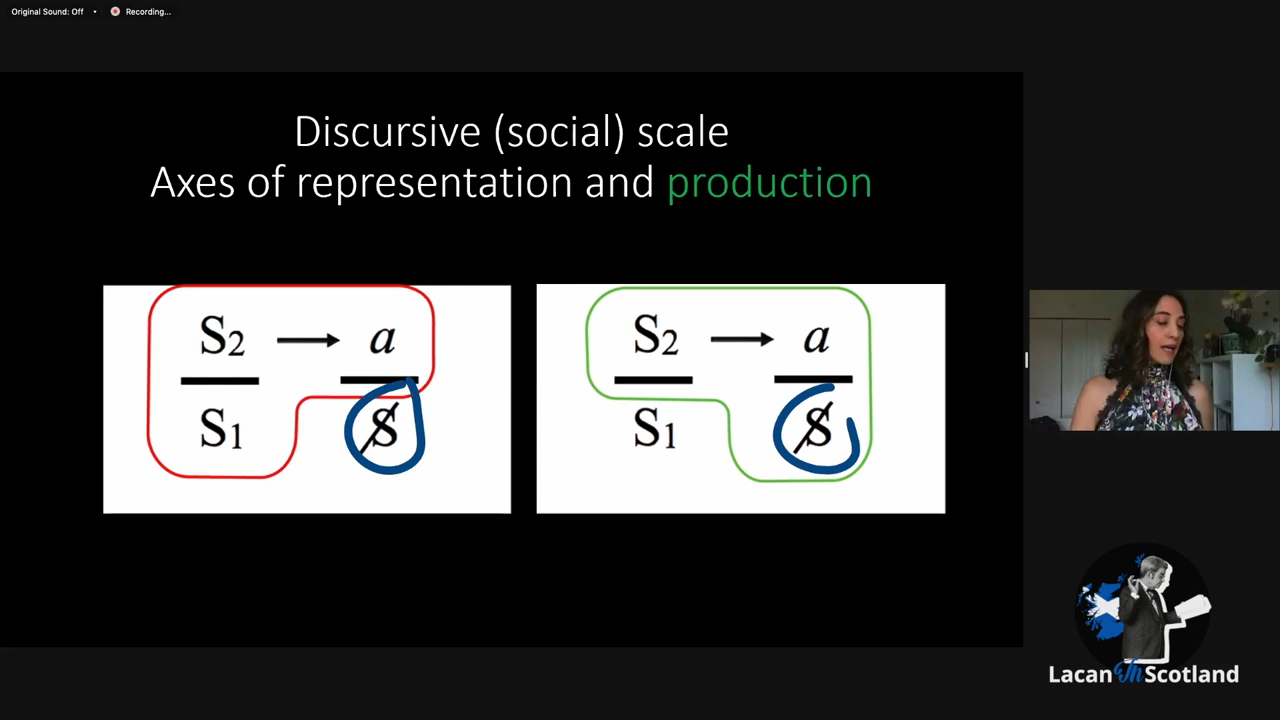 Original Sound: Off
Recording...
Discursive (social) scale
Axes of representation and production
S2 → a
S1 $
S2 → a
S1 $
Lacan In Scotland